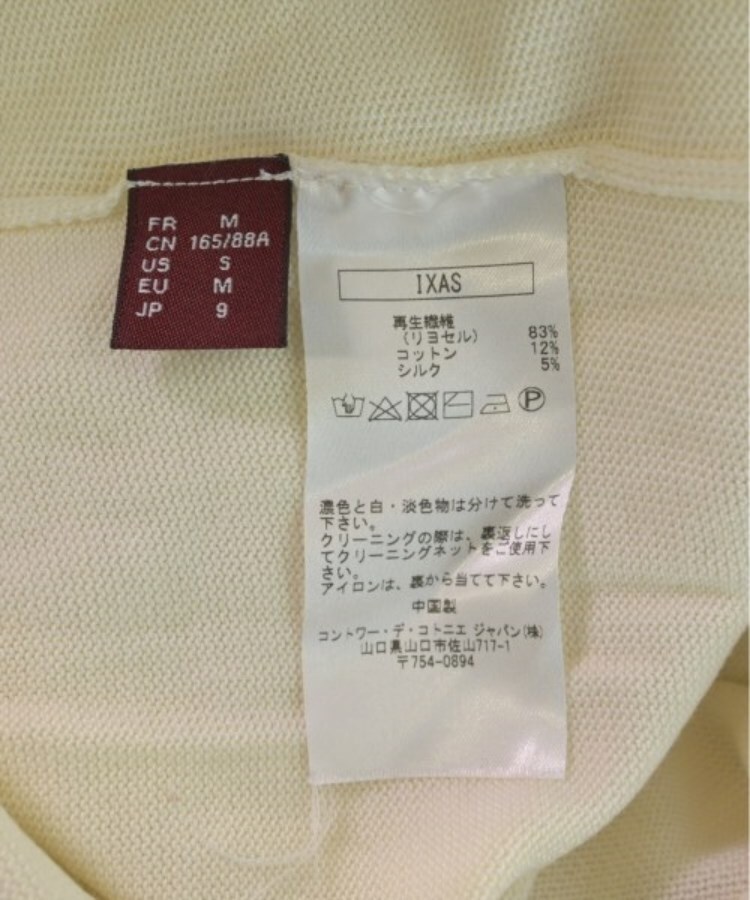 FR M
CN 165/88A
US S
EU M
JP 9
IXAS
再生繊維
(リヨセル) 83%
コットン 12%
シルク 5%
P
濃色と白・淡色物は分けて洗って
下さい。
クリーニングの際は、裏返しにし
てクリーニングネットをご使用下
さい。
アイロンは、裏から当てて下さい。
中国製
コントワー・デ・コトニエ ジャパン(株)
山口県山口市佐山717-1
〒754-0894